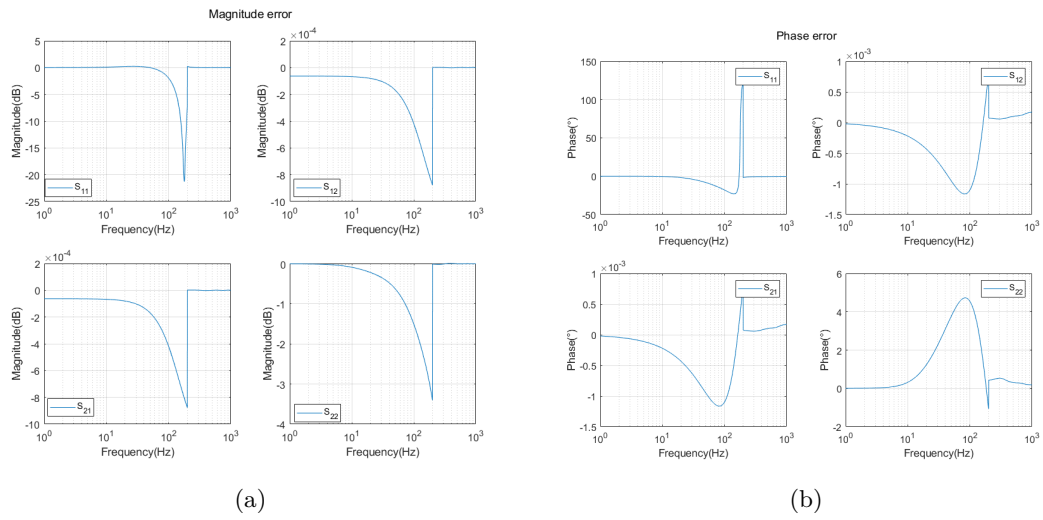 Magnitude error
5
0
-5
-10
-15
-20
-25
Magnitude(dB)
S11
10^0 10^1 10^2 10^3
Frequency(Hz)
×10^-4
2
0
-2
-4
-6
-8
-10
Magnitude(dB)
S12
10^0 10^1 10^2 10^3
Frequency(Hz)
×10^-4
2
0
-2
-4
-6
-8
-10
Magnitude(dB)
S21
10^0 10^1 10^2 10^3
Frequency(Hz)
0
-1
-2
-3
-4
Magnitude(dB)
S22
10^0 10^1 10^2 10^3
Frequency(Hz)
(a)
Phase error
150
100
50
0
-50
Phase(°)
S11
10^0 10^1 10^2 10^3
Frequency(Hz)
×10^-3
1
0.5
0
-0.5
-1
-1.5
Phase(°)
S12
10^0 10^1 10^2 10^3
Frequency(Hz)
×10^-3
1
0.5
0
-0.5
-1
-1.5
Phase(°)
S21
10^0 10^1 10^2 10^3
Frequency(Hz)
6
4
2
0
-2
Phase(°)
S22
10^0 10^1 10^2 10^3
Frequency(Hz)
(b)